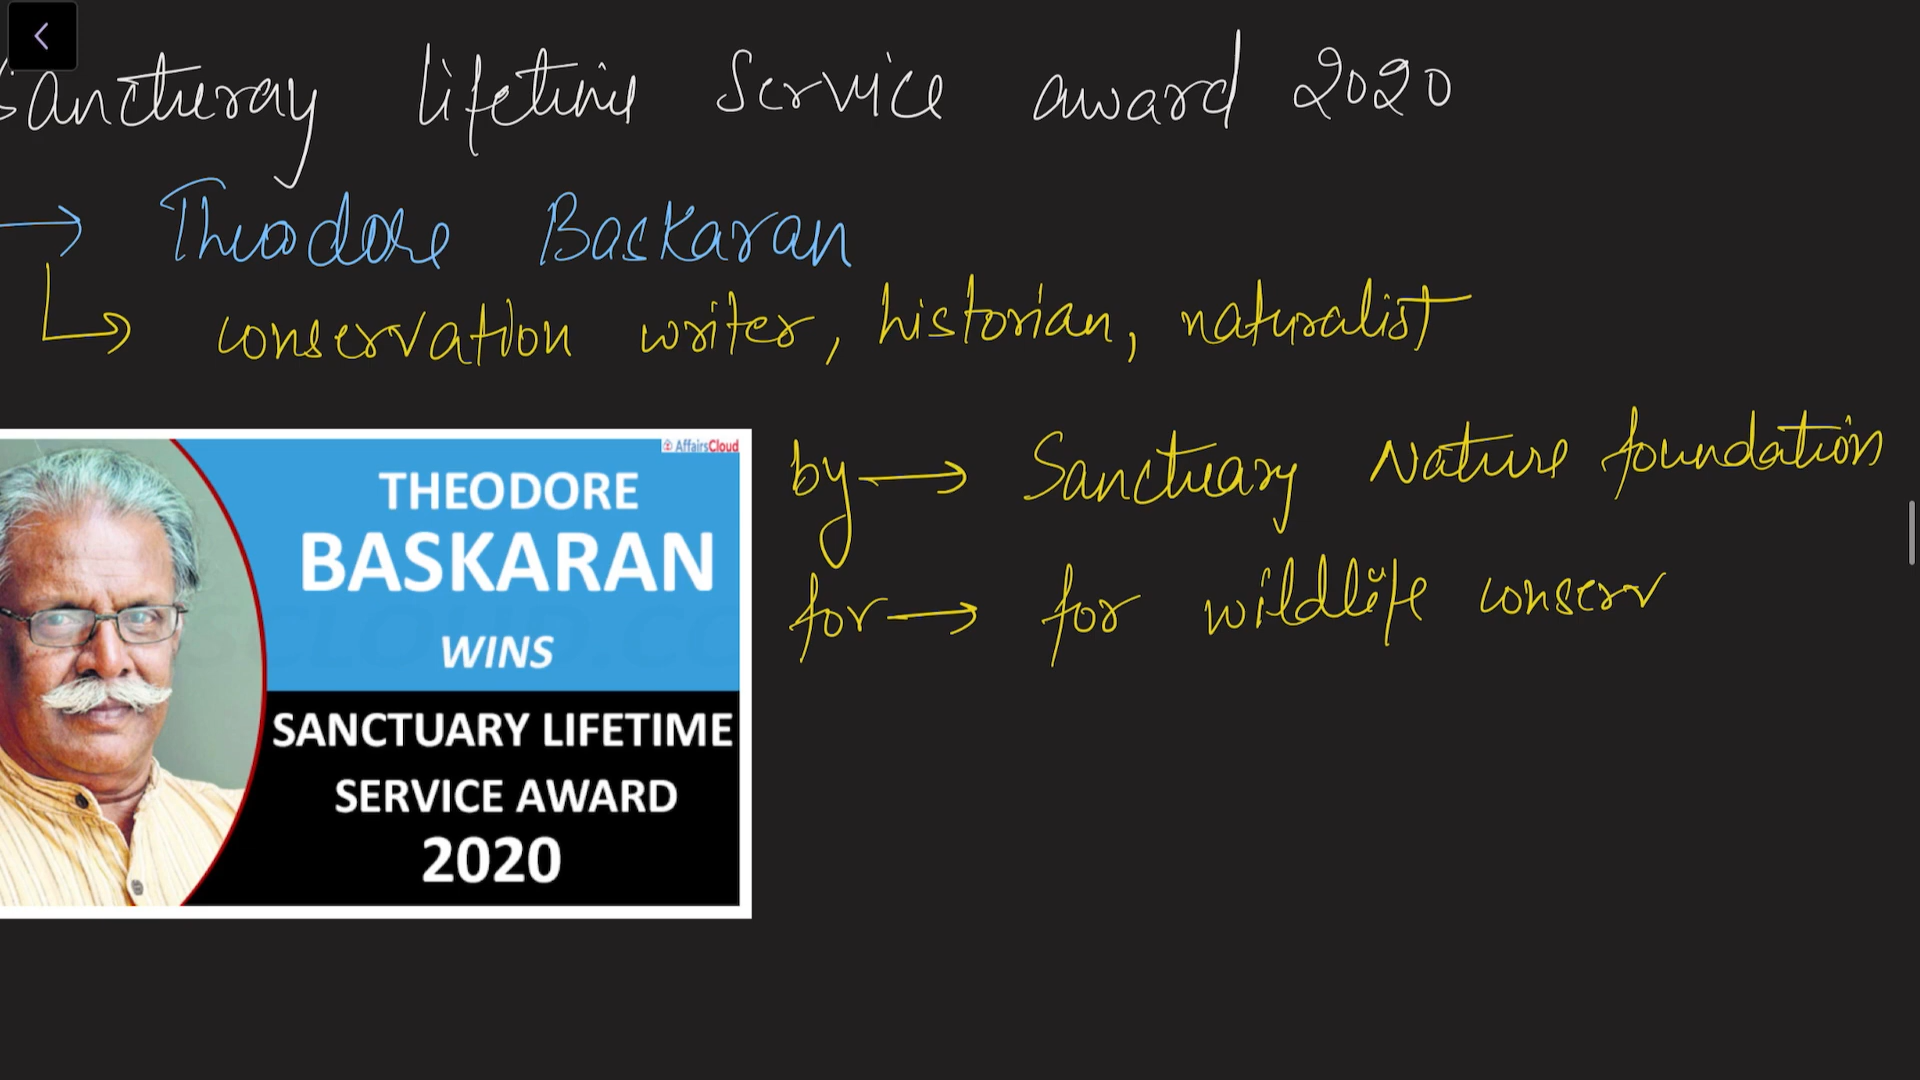 Sancturay lifetime Service award 2020
→ Theodore Baskaran
↳ conservation writer, historian, naturalist
AffairsCloud
THEODORE
BASKARAN
WINS
SANCTUARY LIFETIME
SERVICE AWARD
2020
by → Sanctuary Nature foundation
for → for wildlife conserv